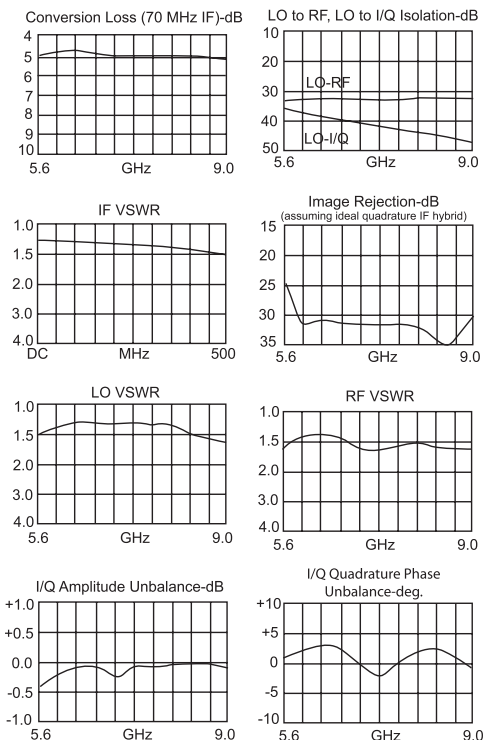 Conversion Loss (70 MHz IF)-dB
4
5
6
7
8
9
10
5.6 GHz 9.0
LO to RF, LO to I/Q Isolation-dB
10
20
30
40
50
LO-RF
LO-I/Q
5.6 GHz 9.0
IF VSWR
1.0
1.5
2.0
3.0
4.0
DC MHz 500
Image Rejection-dB
(assuming ideal quadrature IF hybrid)
15
20
25
30
35
5.6 GHz 9.0
LO VSWR
1.0
1.5
2.0
3.0
4.0
5.6 GHz 9.0
RF VSWR
1.0
1.5
2.0
3.0
4.0
5.6 GHz 9.0
I/Q Amplitude Unbalance-dB
+1.0
+0.5
0.0
-0.5
-1.0
5.6 GHz 9.0
I/Q Quadrature Phase
Unbalance-deg.
+10
+5
0
-5
-10
5.6 GHz 9.0